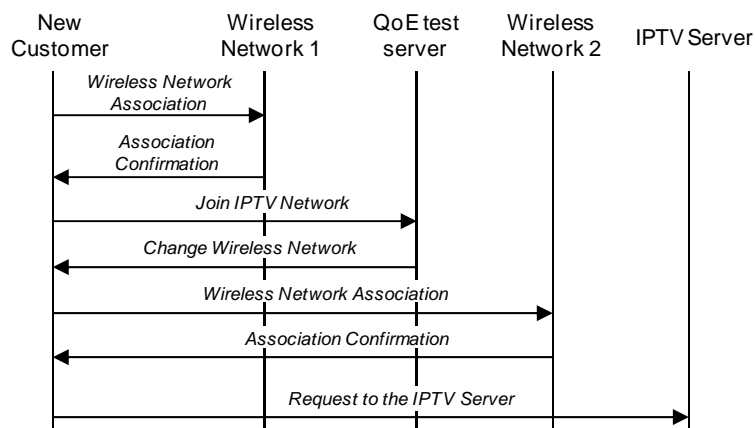 New
Customer
Wireless
Network 1
QoE test
server
Wireless
Network 2
IPTV Server
Wireless Network
Association
Association
Confirmation
Join IPTV Network
Change Wireless Network
Wireless Network Association
Association Confirmation
Request to the IPTV Server